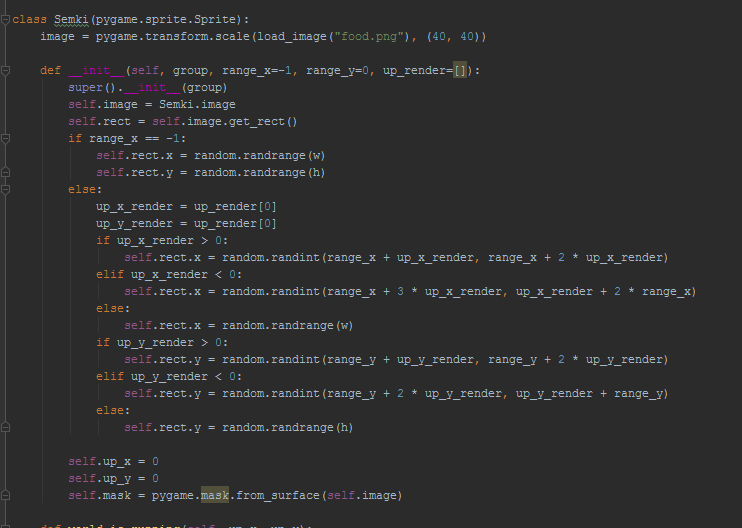 class Semki(pygame.sprite.Sprite):
    image = pygame.transform.scale(load_image("food.png"), (40, 40))

    def __init__(self, group, range_x=-1, range_y=0, up_render=[]):
        super().__init__(group)
        self.image = Semki.image
        self.rect = self.image.get_rect()
        if range_x == -1:
            self.rect.x = random.randrange(w)
            self.rect.y = random.randrange(h)
        else:
            up_x_render = up_render[0]
            up_y_render = up_render[0]
            if up_x_render > 0:
                self.rect.x = random.randint(range_x + up_x_render, range_x + 2 * up_x_render)
            elif up_x_render < 0:
                self.rect.x = random.randint(range_x + 3 * up_x_render, up_x_render + 2 * range_x)
            else:
                self.rect.x = random.randrange(w)
            if up_y_render > 0:
                self.rect.y = random.randint(range_y + up_y_render, range_y + 2 * up_y_render)
            elif up_y_render < 0:
                self.rect.y = random.randint(range_y + 2 * up_y_render, up_y_render + range_y)
            else:
                self.rect.y = random.randrange(h)

        self.up_x = 0
        self.up_y = 0
        self.mask = pygame.mask.from_surface(self.image)